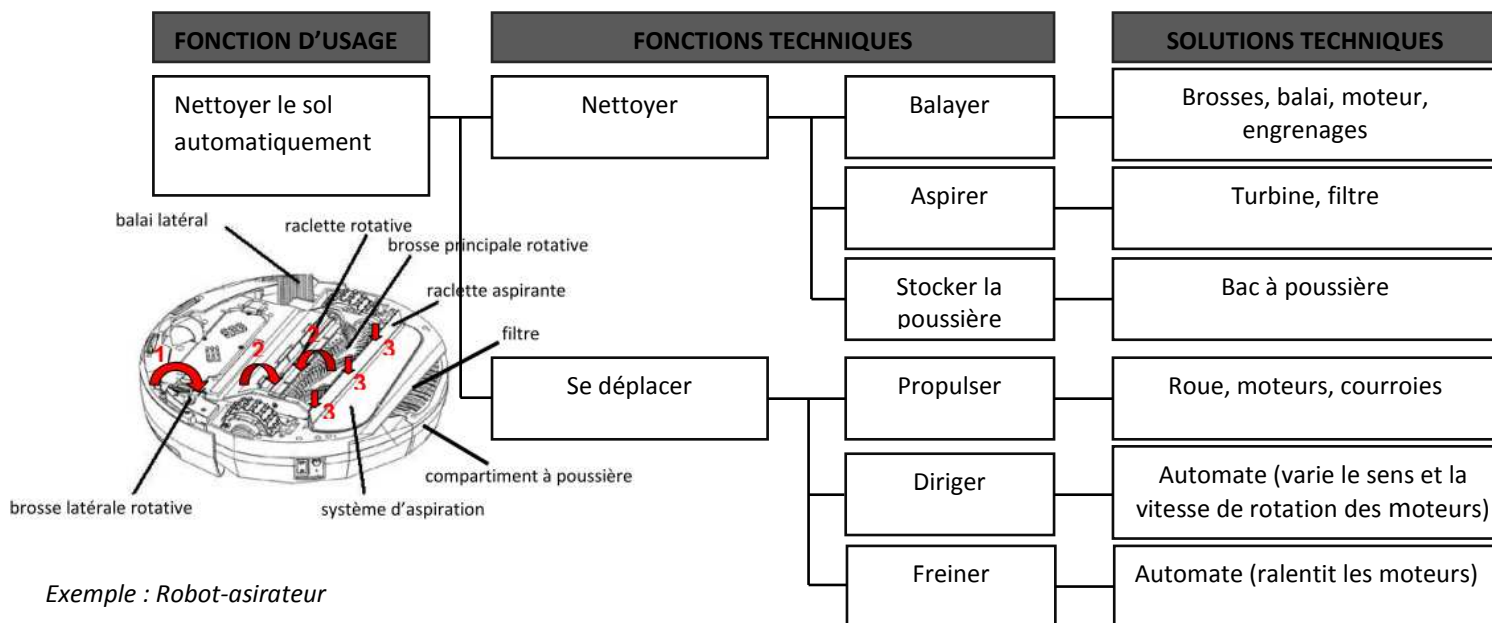 FONCTION D'USAGE
FONCTIONS TECHNIQUES
SOLUTIONS TECHNIQUES
Nettoyer le sol
automatiquement
Nettoyer
Balayer
Brosses, balai, moteur,
engrenages
Aspirer
Turbine, filtre
Stocker la
poussière
Bac à poussière
Se déplacer
Propulser
Roue, moteurs, courroies
Diriger
Automate (varie le sens et la
vitesse de rotation des moteurs)
Freiner
Automate (ralentit les moteurs)
balai latéral
raclette rotative
brosse principale rotative
raclette aspirante
filtre
1
2
2
3
3
3
compartiment à poussière
brosse latérale rotative
système d'aspiration
Exemple : Robot-asirateur